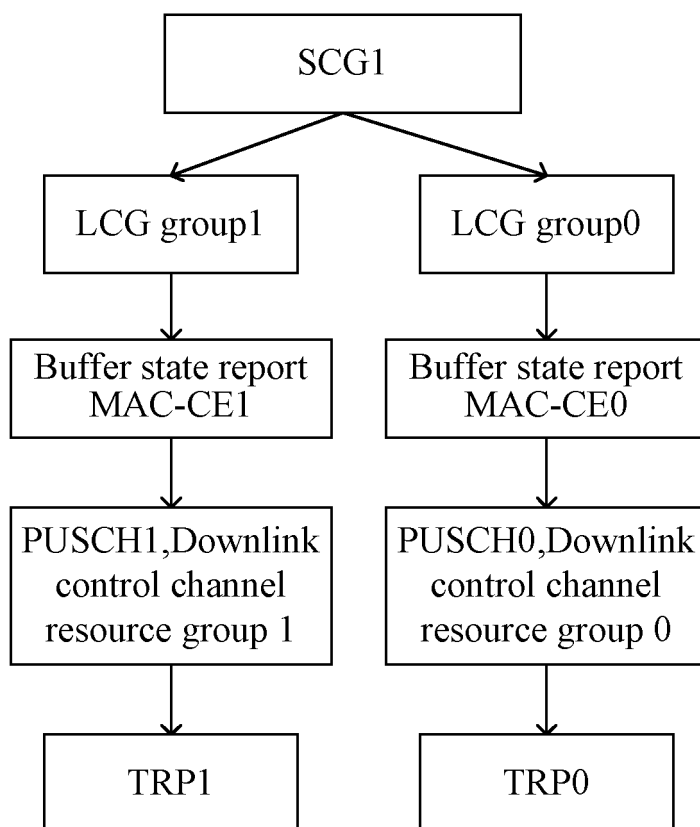 SCG1
LCG group1
LCG group0
Buffer state report
MAC-CE1
Buffer state report
MAC-CE0
PUSCH1,Downlink
control channel
resource group 1
PUSCH0,Downlink
control channel
resource group 0
TRP1
TRP0